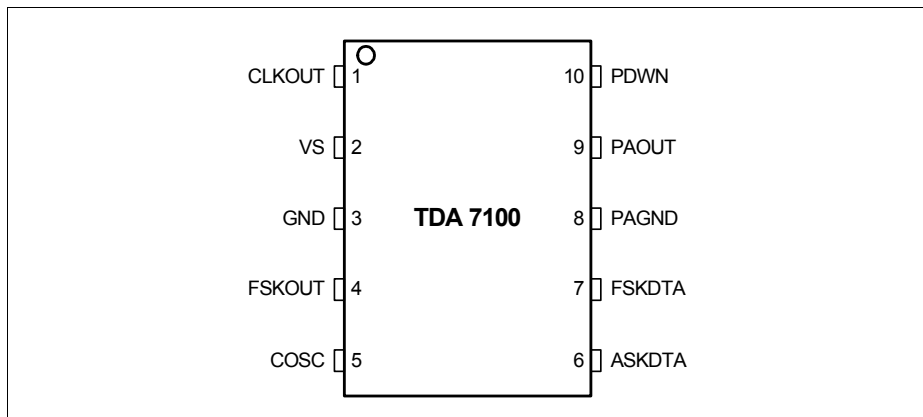 CLKOUT 1 10 PDWN
VS 2 9 PAOUT
GND 3 TDA 7100 8 PAGND
FSKOUT 4 7 FSKDTA
COSC 5 6 ASKDTA